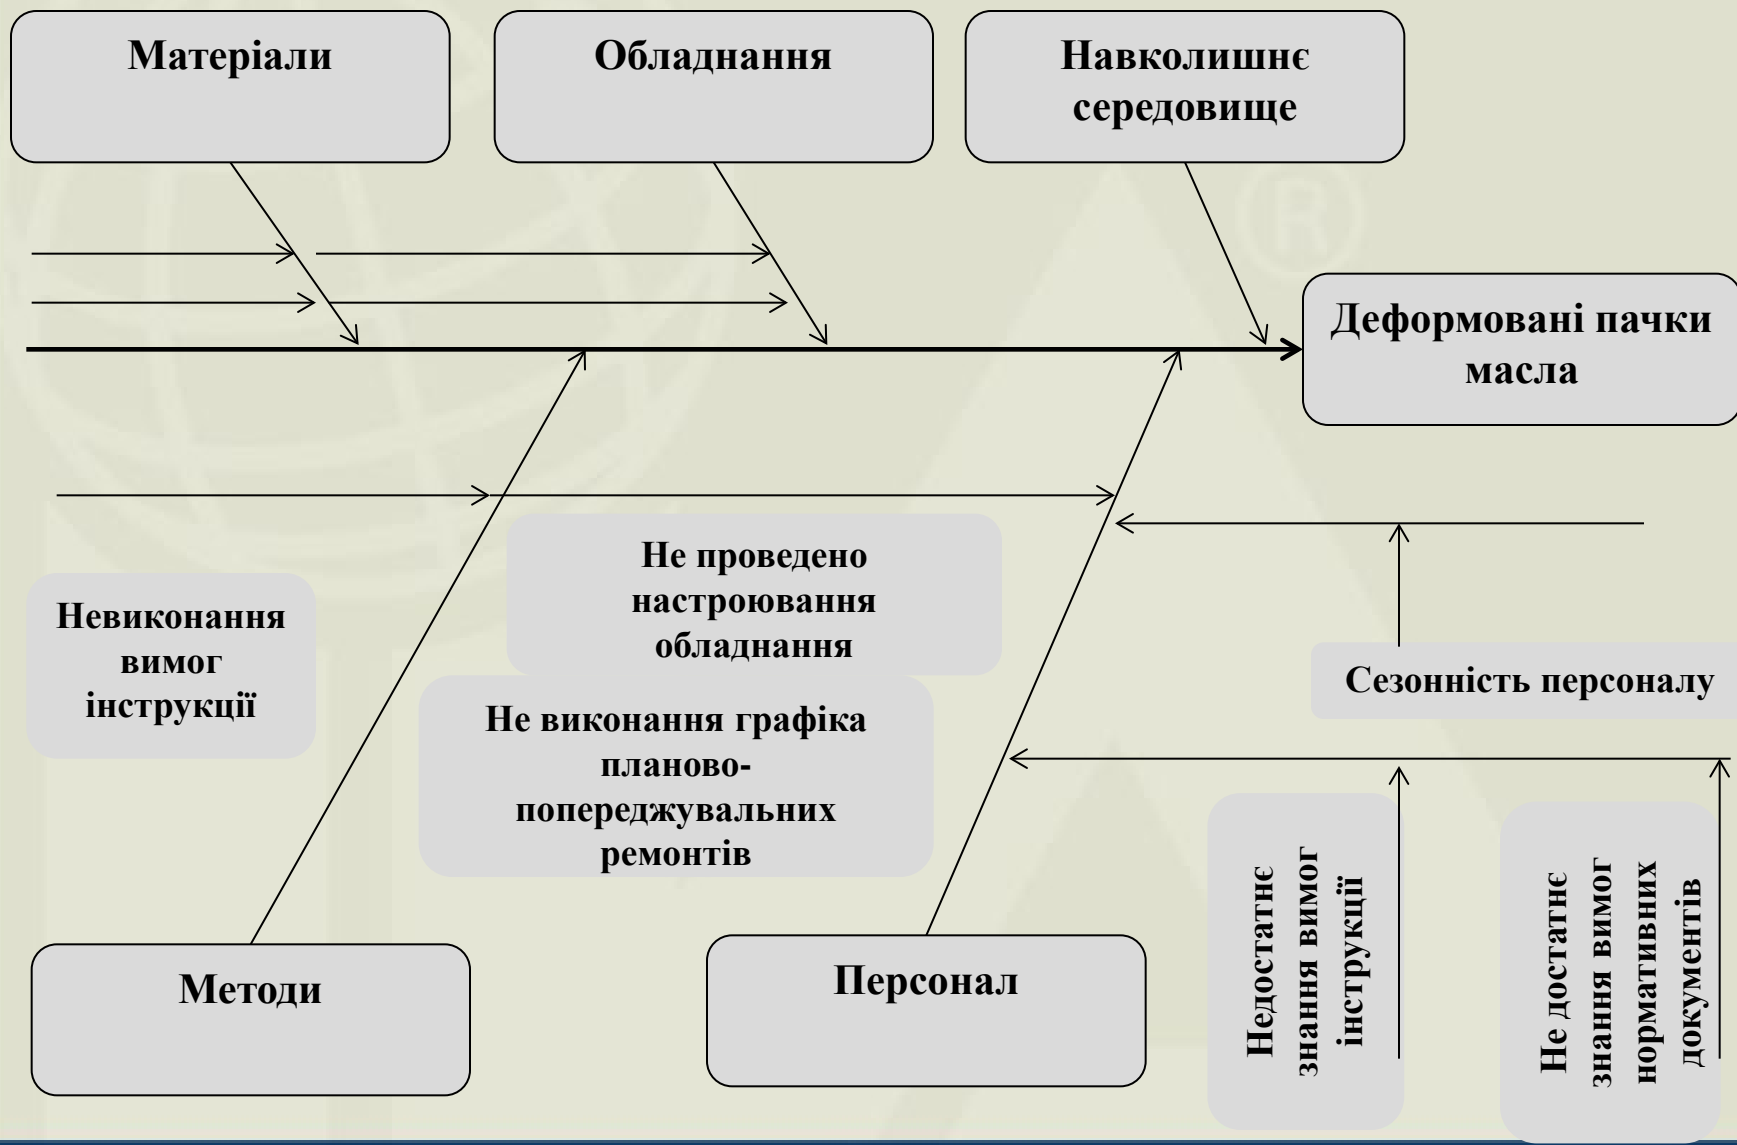 Матеріали
Обладнання
Навколишнє
середовище
Деформовані пачки
масла
Не проведено
настроювання
обладнання
Невиконання
вимог
інструкції
Сезонність персоналу
Не виконання графіка
планово-
попереджувальних
ремонтів
Методи
Персонал
Недостатнє
знання вимог
інструкції
Не достатнє
знання вимог
нормативних
документів
®